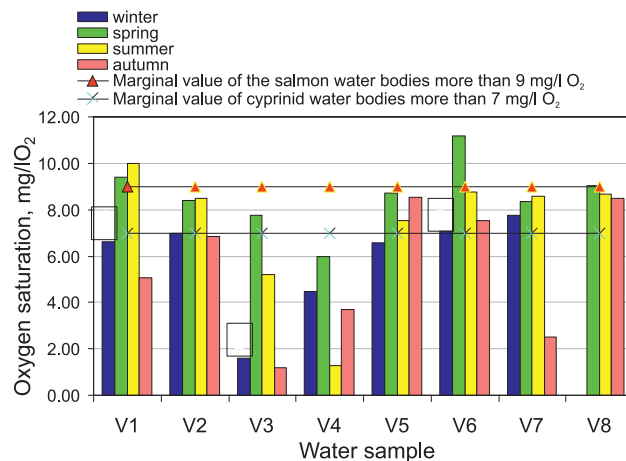 winter
spring
summer
autumn
Marginal value of the salmon water bodies more than 9 mg/l O₂
Marginal value of cyprinid water bodies more than 7 mg/l O₂
12.00
10.00
8.00
6.00
4.00
2.00
0.00
Oxygen saturation, mg/lO₂
V1 V2 V3 V4 V5 V6 V7 V8
Water sample